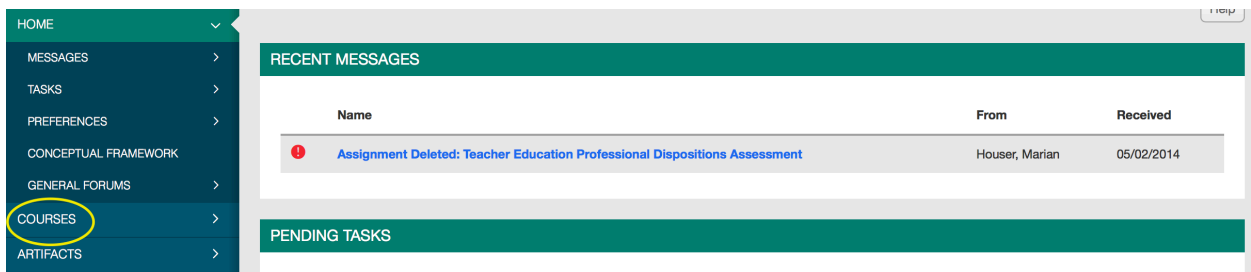 Help
HOME
MESSAGES
TASKS
PREFERENCES
CONCEPTUAL FRAMEWORK
GENERAL FORUMS
COURSES
ARTIFACTS
RECENT MESSAGES
Name From Received
Assignment Deleted: Teacher Education Professional Dispositions Assessment Houser, Marian 05/02/2014
PENDING TASKS